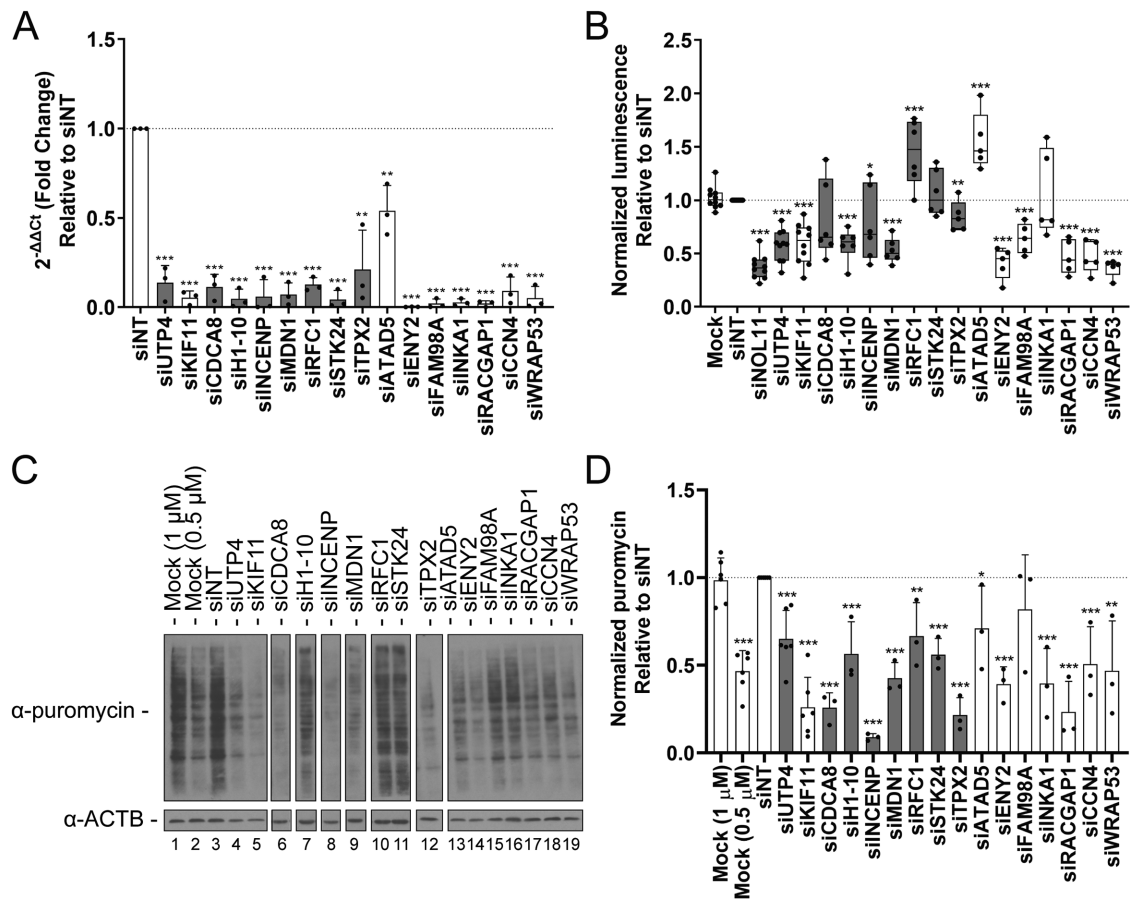 A
2^-ΔΔCt (Fold Change)
Relative to siNT
1.5
1.0
0.5
0.0
*** *** *** *** *** *** *** *** ** ** *** *** *** *** *** ***
siNT
siUTP4
siKIF11
siCDCA8
siH1-10
siINCENP
siMDN1
siRFC1
siSTK24
siTPX2
siATAD5
siENY2
siFAM98A
siINKA1
siRACGAP1
siCCN4
siWRAP53
B
Normalized luminescence
Relative to siNT
2.5
2.0
1.5
1.0
0.5
0.0
*** *** *** *** * *** *** ** *** *** *** *** *** ***
Mock
siNT
siNOL11
siUTP4
siKIF11
siCDCA8
siH1-10
siINCENP
siMDN1
siRFC1
siSTK24
siTPX2
siATAD5
siENY2
siFAM98A
siINKA1
siRACGAP1
siCCN4
siWRAP53
C
Mock (1 µM)
Mock (0.5 µM)
siNT
siUTP4
siKIF11
siCDCA8
siH1-10
siINCENP
siMDN1
siRFC1
siSTK24
siTPX2
siATAD5
siENY2
siFAM98A
siINKA1
siRACGAP1
siCCN4
siWRAP53
α-puromycin -
α-ACTB -
1 2 3 4 5 6 7 8 9 10 11 12 13 14 15 16 17 18 19
D
Normalized puromycin
Relative to siNT
1.5
1.0
0.5
0.0
*** *** *** *** *** *** *** ** *** *** * *** *** *** *** **
Mock (1 µM)
Mock (0.5 µM)
siNT
siUTP4
siKIF11
siCDCA8
siH1-10
siINCENP
siMDN1
siRFC1
siSTK24
siTPX2
siATAD5
siENY2
siFAM98A
siINKA1
siRACGAP1
siCCN4
siWRAP53